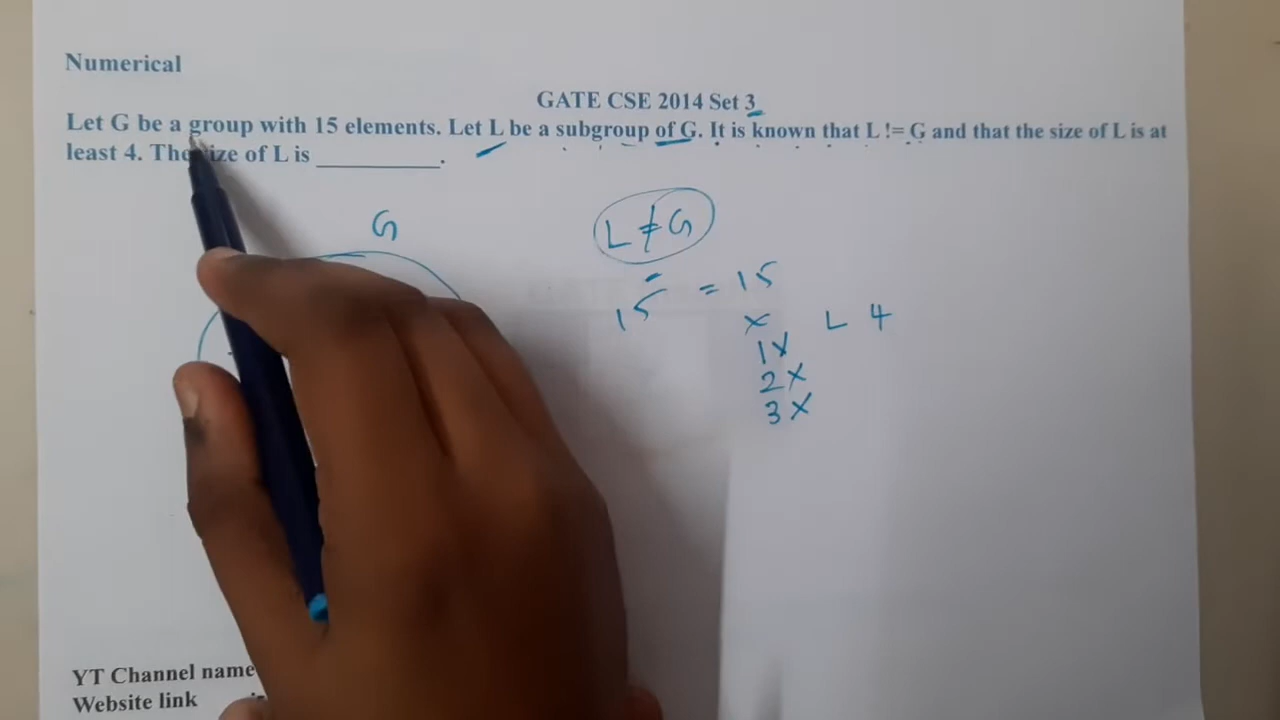 Numerical
GATE CSE 2014 Set 3
Let G be a group with 15 elements. Let L be a subgroup of G. It is known that L != G and that the size of L is at
least 4. The size of L is __________.
G
L ≠ G
15 = 15
x L 4
1x
2x
3x
YT Channel name
Website link